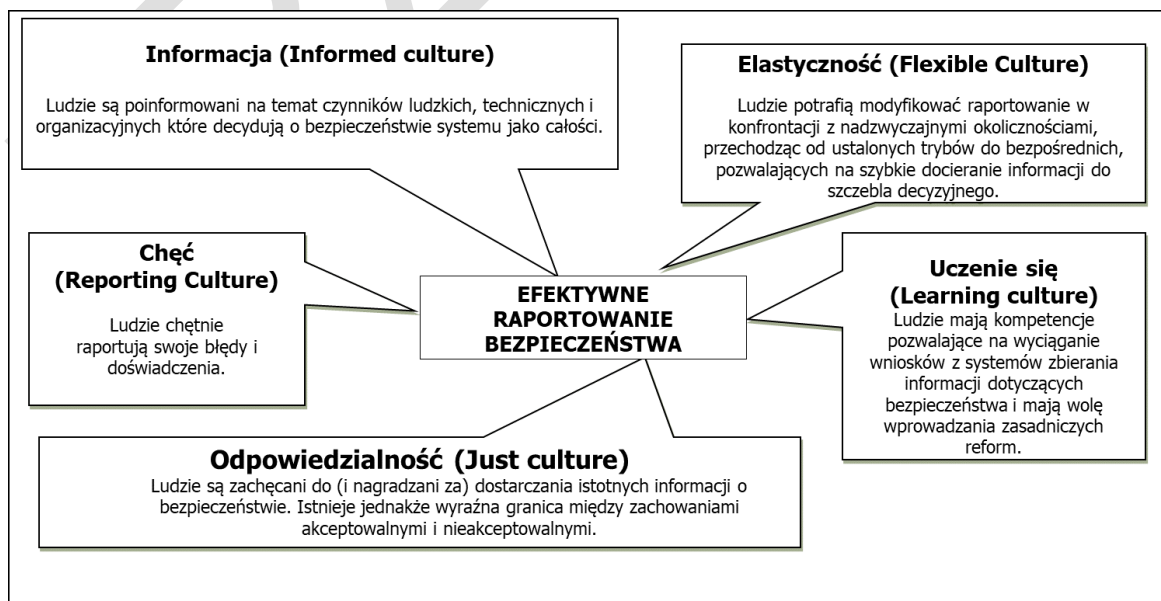 Informacja (Informed culture)
Ludzie są poinformowani na temat czynników ludzkich, technicznych i
organizacyjnych które decydują o bezpieczeństwie systemu jako całości.
Elastyczność (Flexible Culture)
Ludzie potrafią modyfikować raportowanie w
konfrontacji z nadzwyczajnymi okolicznościami,
przechodząc od ustalonych trybów do bezpośrednich,
pozwalających na szybkie docieranie informacji do
szczebla decyzyjnego.
Chęć
(Reporting Culture)
Ludzie chętnie
raportują swoje błędy i
doświadczenia.
EFEKTYWNE
RAPORTOWANIE
BEZPIECZEŃSTWA
Uczenie się
(Learning culture)
Ludzie mają kompetencje
pozwalające na wyciąganie
wniosków z systemów zbierania
informacji dotyczących
bezpieczeństwa i mają wolę
wprowadzania zasadniczych
reform.
Odpowiedzialność (Just culture)
Ludzie są zachęcani do (i nagradzani za) dostarczania istotnych informacji o
bezpieczeństwie. Istnieje jednakże wyraźna granica między zachowaniami
akceptowalnymi i nieakceptowalnymi.